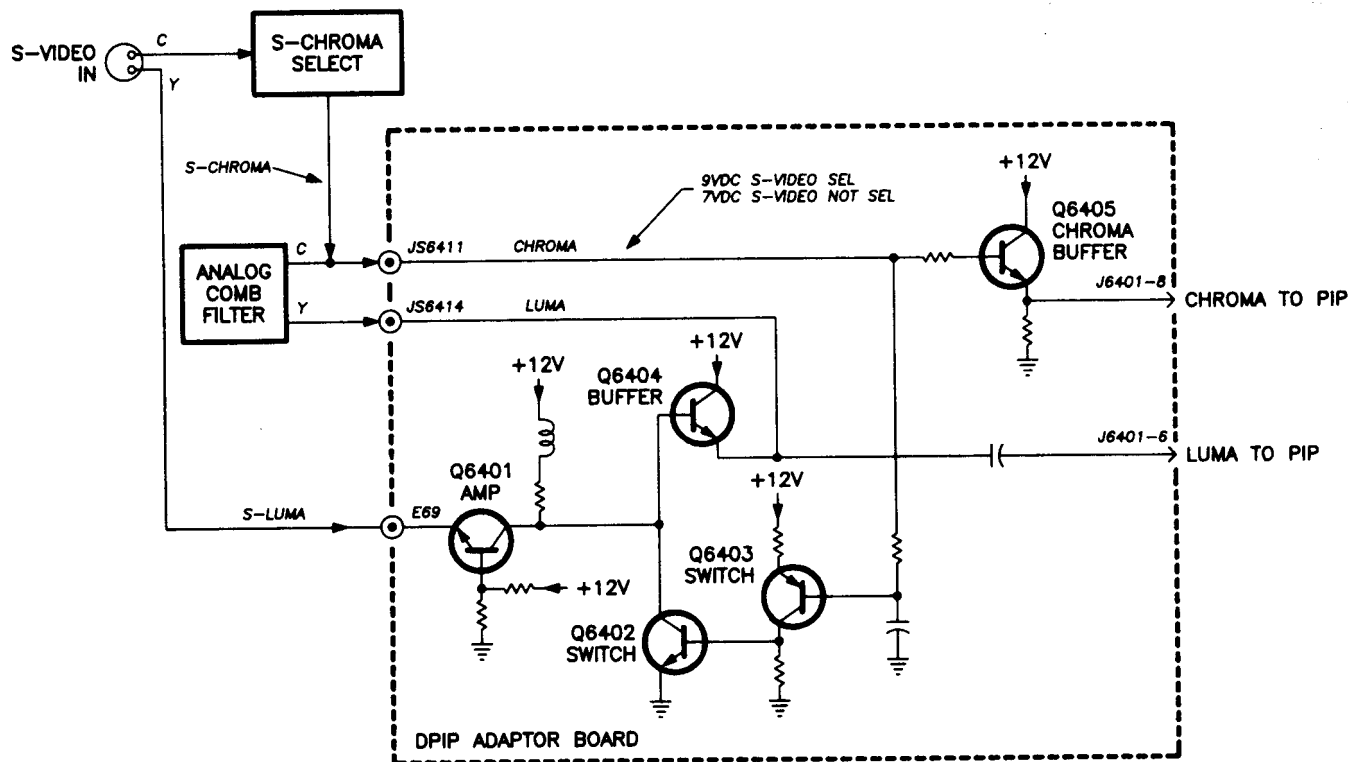 S-VIDEO
IN
C
Y
S-CHROMA
SELECT
S-CHROMA
ANALOG
COMB
FILTER
C
Y
JS6411
CHROMA
JS6414
LUMA
9VDC S-VIDEO SEL
7VDC S-VIDEO NOT SEL
+12V
Q6405
CHROMA
BUFFER
J6401-8
CHROMA TO PIP
+12V
Q6404
BUFFER
+12V
J6401-6
LUMA TO PIP
Q6401
AMP
S-LUMA
E69
+12V
+12V
Q6403
SWITCH
Q6402
SWITCH
DPIP ADAPTOR BOARD